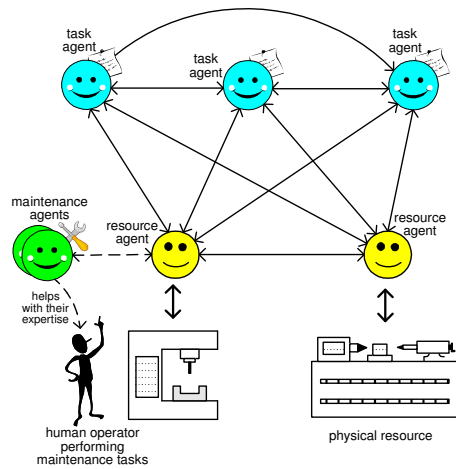 task
agent
task
agent
task
agent
maintenance
agents
resource
agent
resource
agent
helps
with their
expertise
human operator
performing
maintenance tasks
physical resource